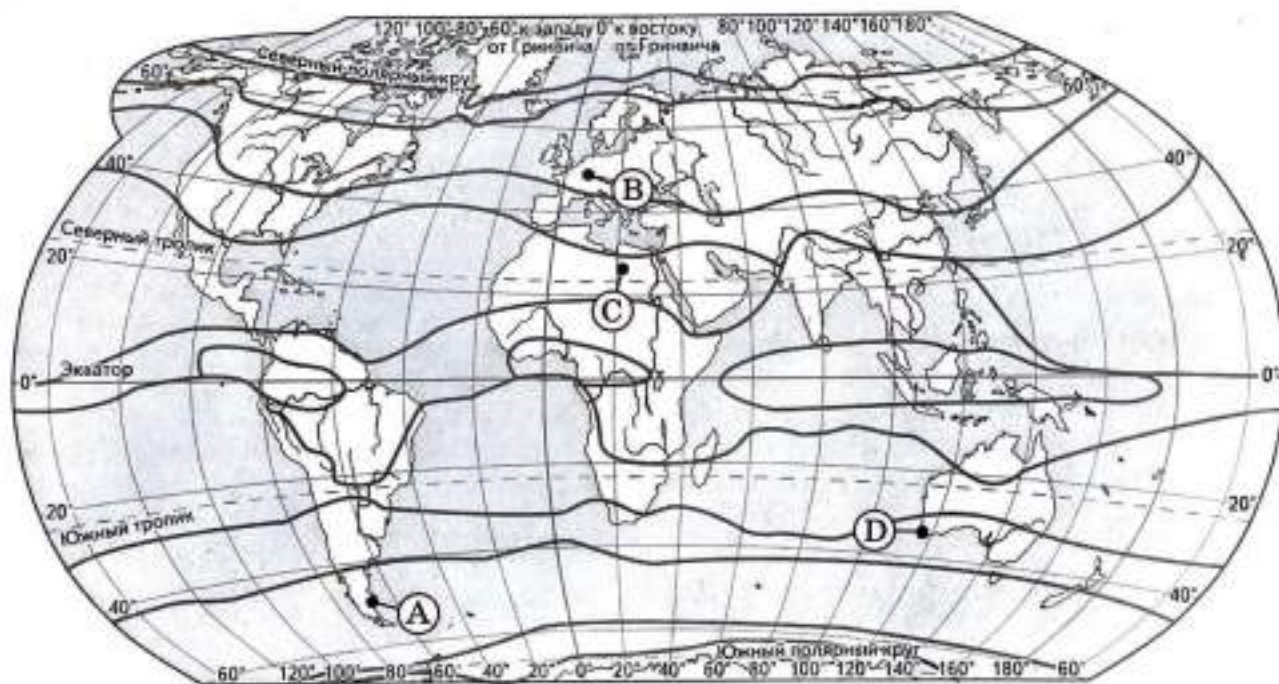 120° 100° 80° 60° к западу 0° к востоку 80° 100° 120° 140° 160° 180°
от Гринвича от Гринвича
Северный полярный круг
60° 60°
40° 40°
B
Северный тропик
20° 20°
C
Экватор
0° 0°
20° 20°
Южный тропик
D
40° 40°
A
Южный полярный круг
60° 120° 100° 80° 60° 40° 20° 0° 20° 40° 60° 80° 100° 120° 140° 160° 180° 60°